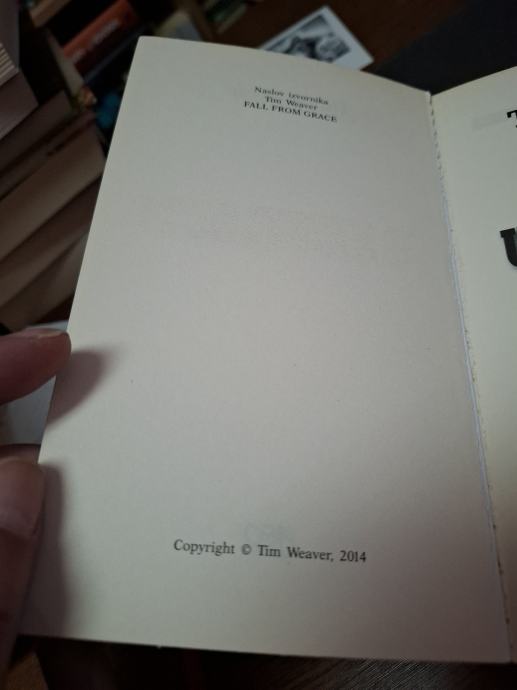 Naslov izvornika
Tim Weaver
FALL FROM GRACE
Copyright © Tim Weaver, 2014